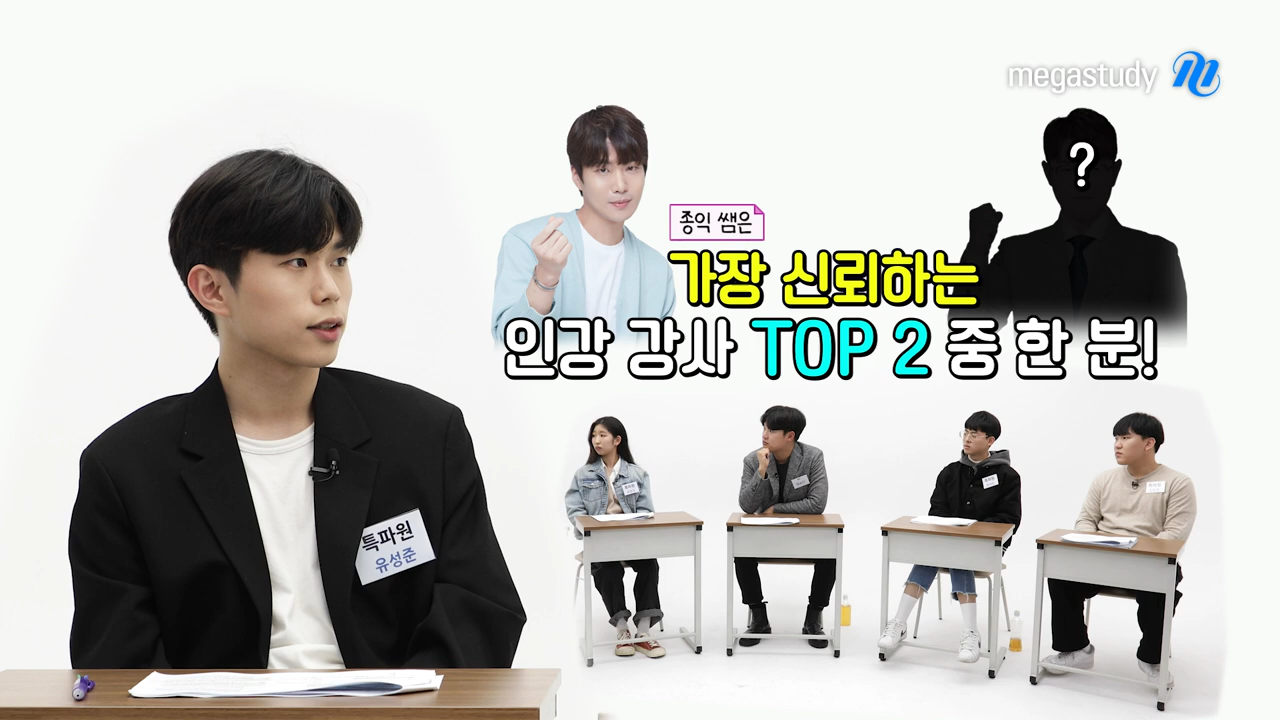 megastudy
?
종익 쌤은
가장 신뢰하는
인강 강사 TOP 2 중 한 분!
특파원
유성준